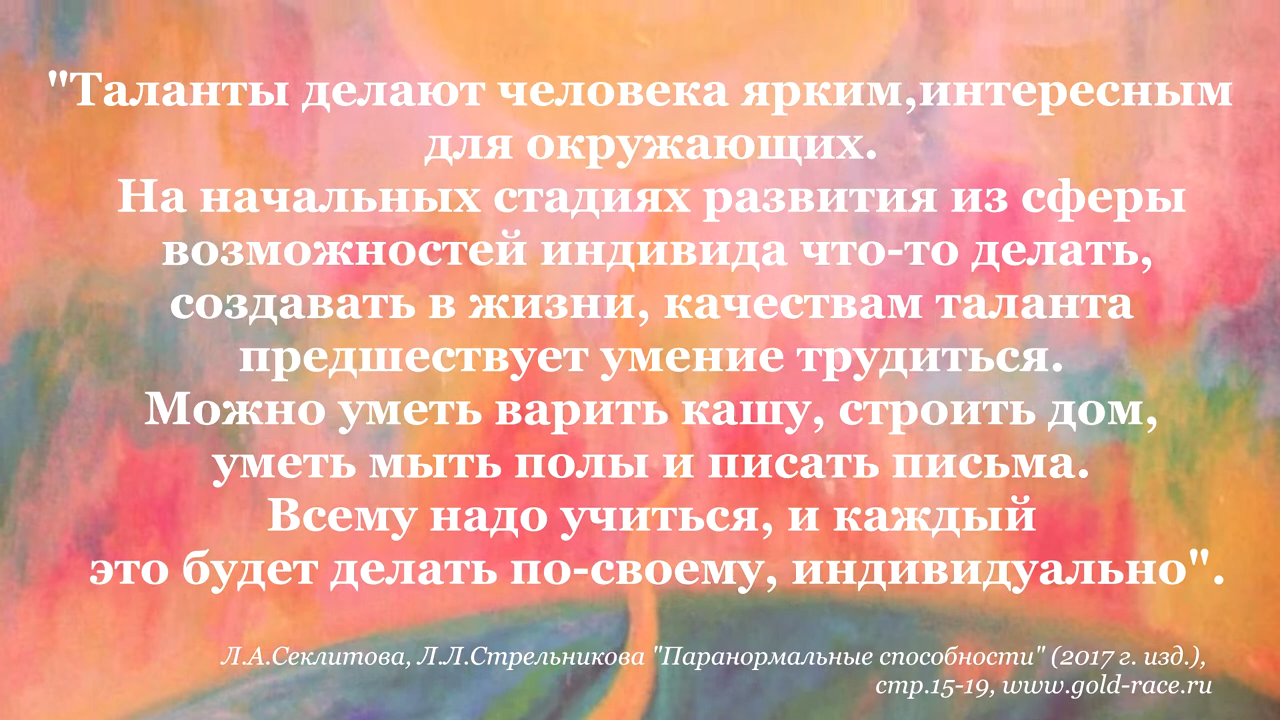 "Таланты делают человека ярким,интересным
для окружающих.
На начальных стадиях развития из сферы
возможностей индивида что-то делать,
создавать в жизни, качествам таланта
предшествует умение трудиться.
Можно уметь варить кашу, строить дом,
уметь мыть полы и писать письма.
Всему надо учиться, и каждый
это будет делать по-своему, индивидуально".
Л.А.Секлитова, Л.Л.Стрельникова "Паранормальные способности" (2017 г. изд.),
стр.15-19, www.gold-race.ru